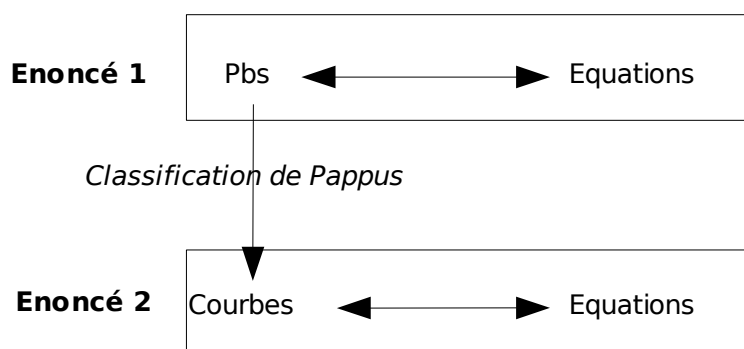 Enoncé 1 Pbs Equations
Classification de Pappus
Enoncé 2 Courbes Equations